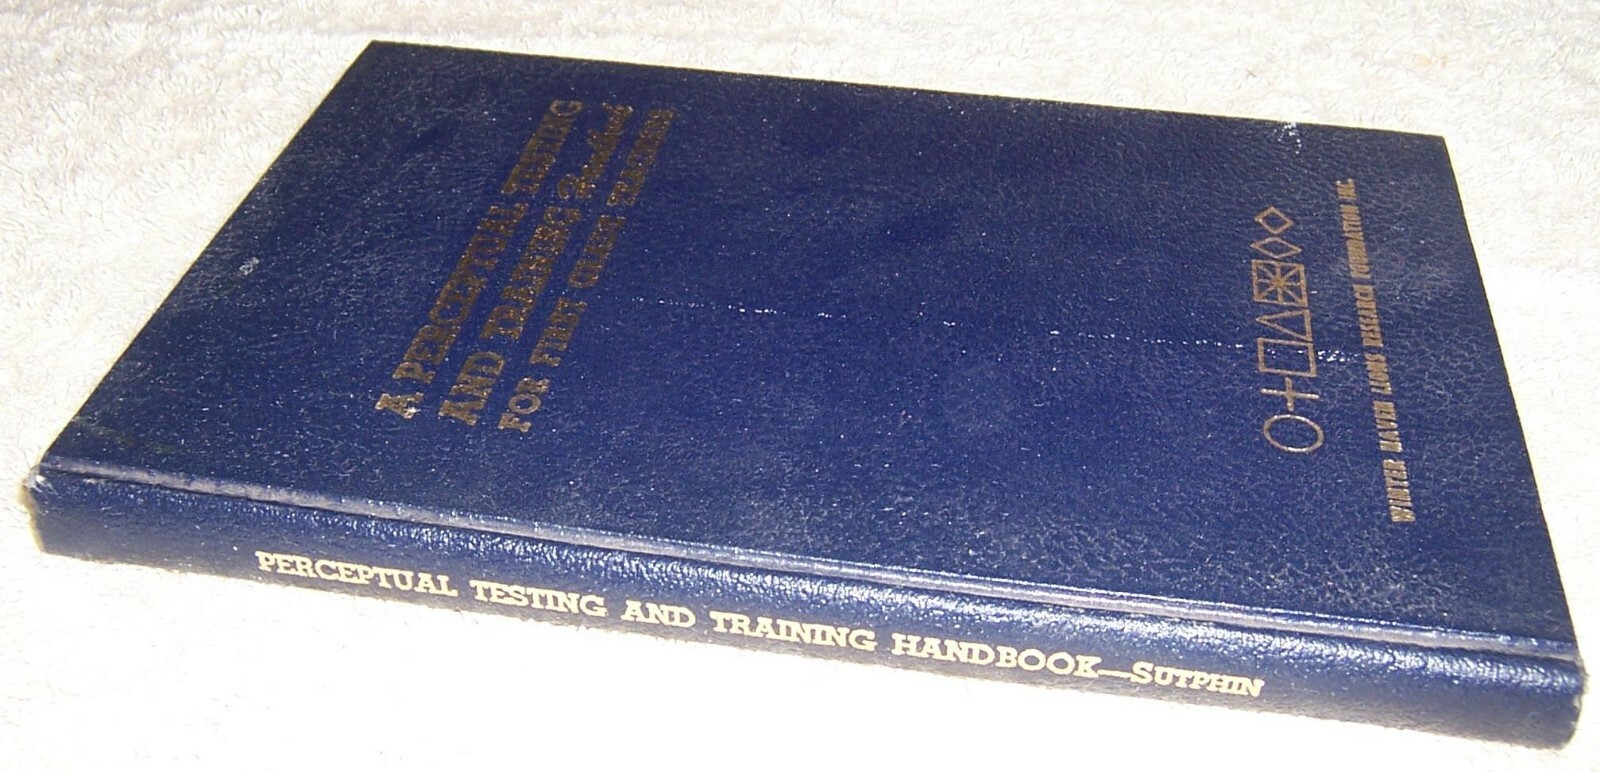 A PERCEPTUAL TESTING
AND TRAINING Handbook
FOR FIRST GRADE TEACHERS
WINTER HAVEN LIONS RESEARCH FOUNDATION INC.
PERCEPTUAL TESTING AND TRAINING HANDBOOK—SUTPHIN